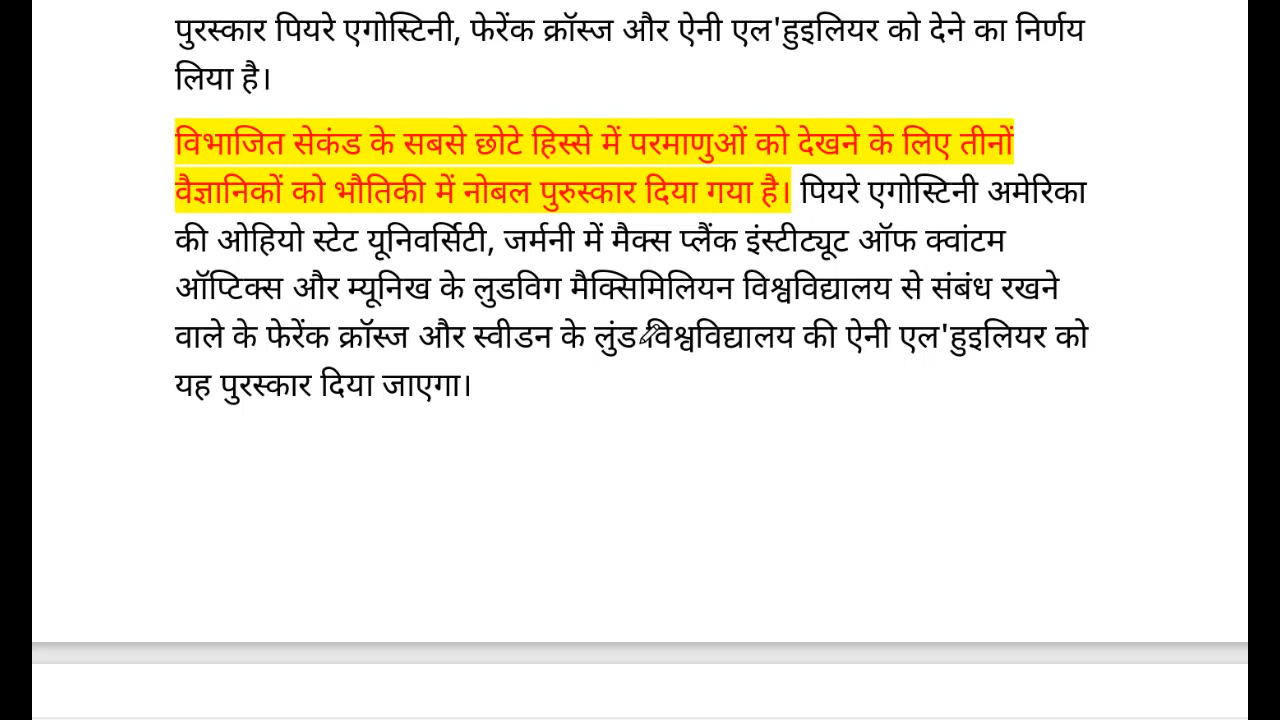 पुरस्कार पियरे एगोस्टिनी, फेरेंक क्रॉस्ज और ऐनी एल'हुइलियर को देने का निर्णय
लिया है।
विभाजित सेकंड के सबसे छोटे हिस्से में परमाणुओं को देखने के लिए तीनों
वैज्ञानिकों को भौतिकी में नोबल पुरुस्कार दिया गया है। पियरे एगोस्टिनी अमेरिका
की ओहियो स्टेट यूनिवर्सिटी, जर्मनी में मैक्स प्लैंक इंस्टीट्यूट ऑफ क्वांटम
ऑप्टिक्स और म्यूनिख के लुडविग मैक्सिमिलियन विश्वविद्यालय से संबंध रखने
वाले के फेरेंक क्रॉस्ज और स्वीडन के लुंड विश्वविद्यालय की ऐनी एल'हुइलियर को
यह पुरस्कार दिया जाएगा।